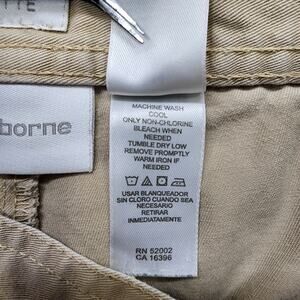 TTE
borne
MACHINE WASH
COOL
ONLY NON-CHLORINE
BLEACH WHEN
NEEDED
TUMBLE DRY LOW
REMOVE PROMPTLY
WARM IRON IF
NEEDED
USAR BLANQUEADOR
SIN CLORO CUANDO SEA
NECESARIO
RETIRAR
INMEDIATAMENTE
RN 52002
CA 16396